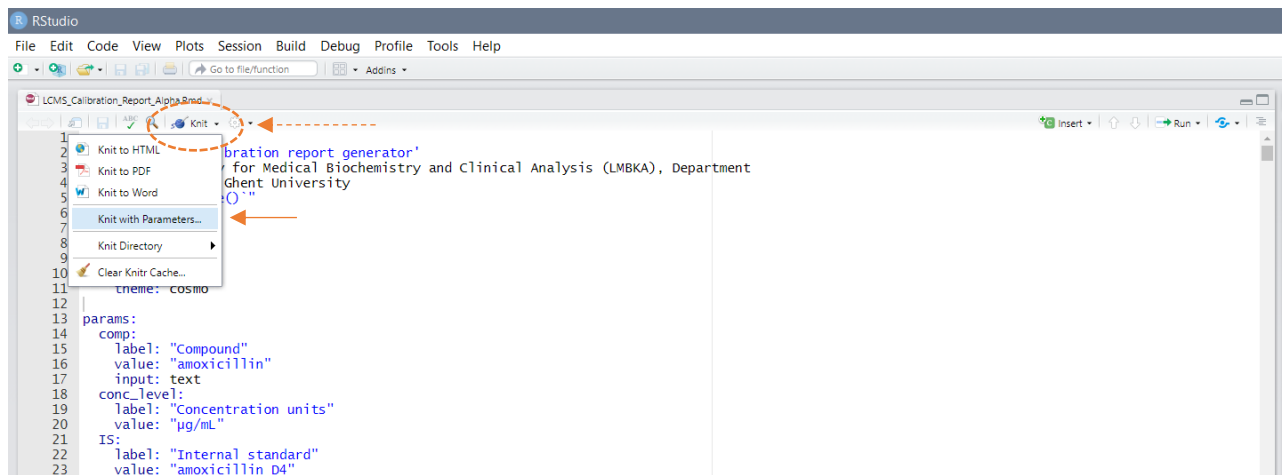 RStudio
File Edit Code View Plots Session Build Debug Profile Tools Help
Go to file/function Addins
LCMS_Calibration_Report_Alpha.Rmd
ABC Knit Insert Run
1
2 Knit to HTML bration report generator'
3 Knit to PDF y for Medical Biochemistry and Clinical Analysis (LMBKA), Department
4 Ghent University
5 Knit to Word ()`"
6
7 Knit with Parameters...
8 Knit Directory
9
10 Clear Knitr Cache...
11 theme: cosmo
12
13 params:
14 comp:
15 label: "Compound"
16 value: "amoxicillin"
17 input: text
18 conc_level:
19 label: "Concentration units"
20 value: "µg/mL"
21 IS:
22 label: "Internal standard"
23 value: "amoxicillin D4"